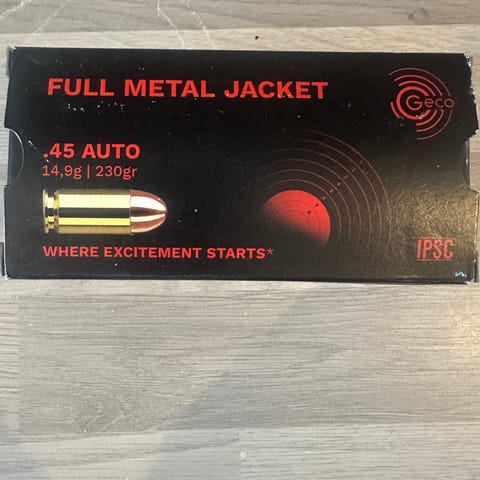 FULL METAL JACKET
Geco
.45 AUTO
14,9g | 230gr
WHERE EXCITEMENT STARTS*
IPSC